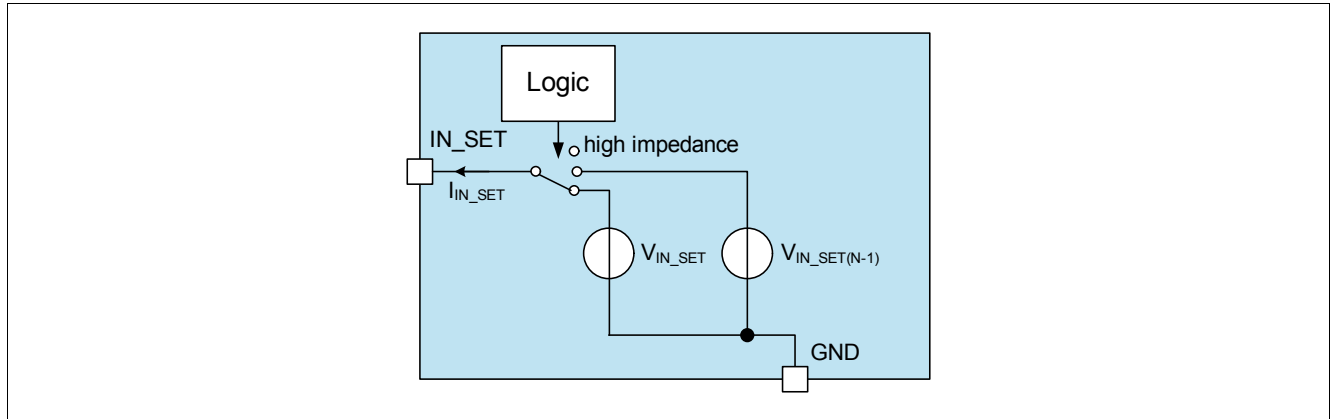 Logic
IN_SET
high impedance
IIN_SET
VIN_SET
VIN_SET(N-1)
GND